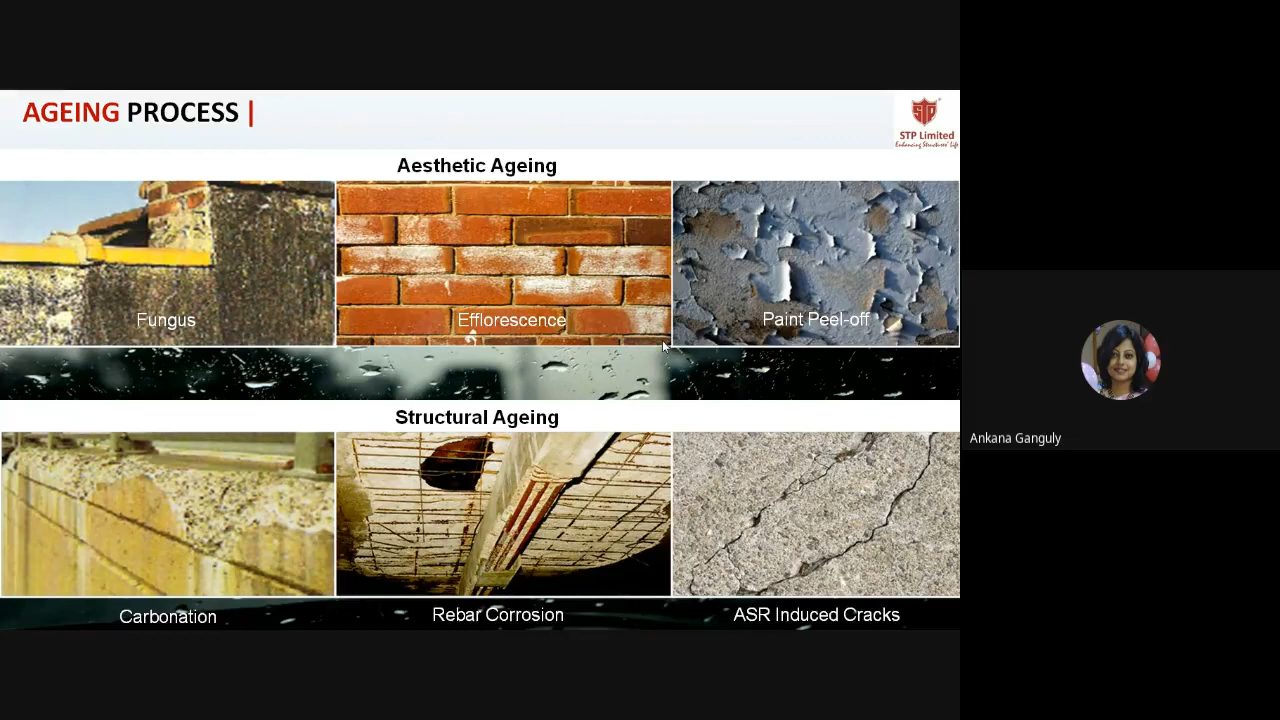 AGEING PROCESS |
STP
STP Limited
Enhancing Structures' Life
Aesthetic Ageing
Fungus
Efflorescence
Paint Peel-off
Structural Ageing
Carbonation
Rebar Corrosion
ASR Induced Cracks
Ankana Ganguly